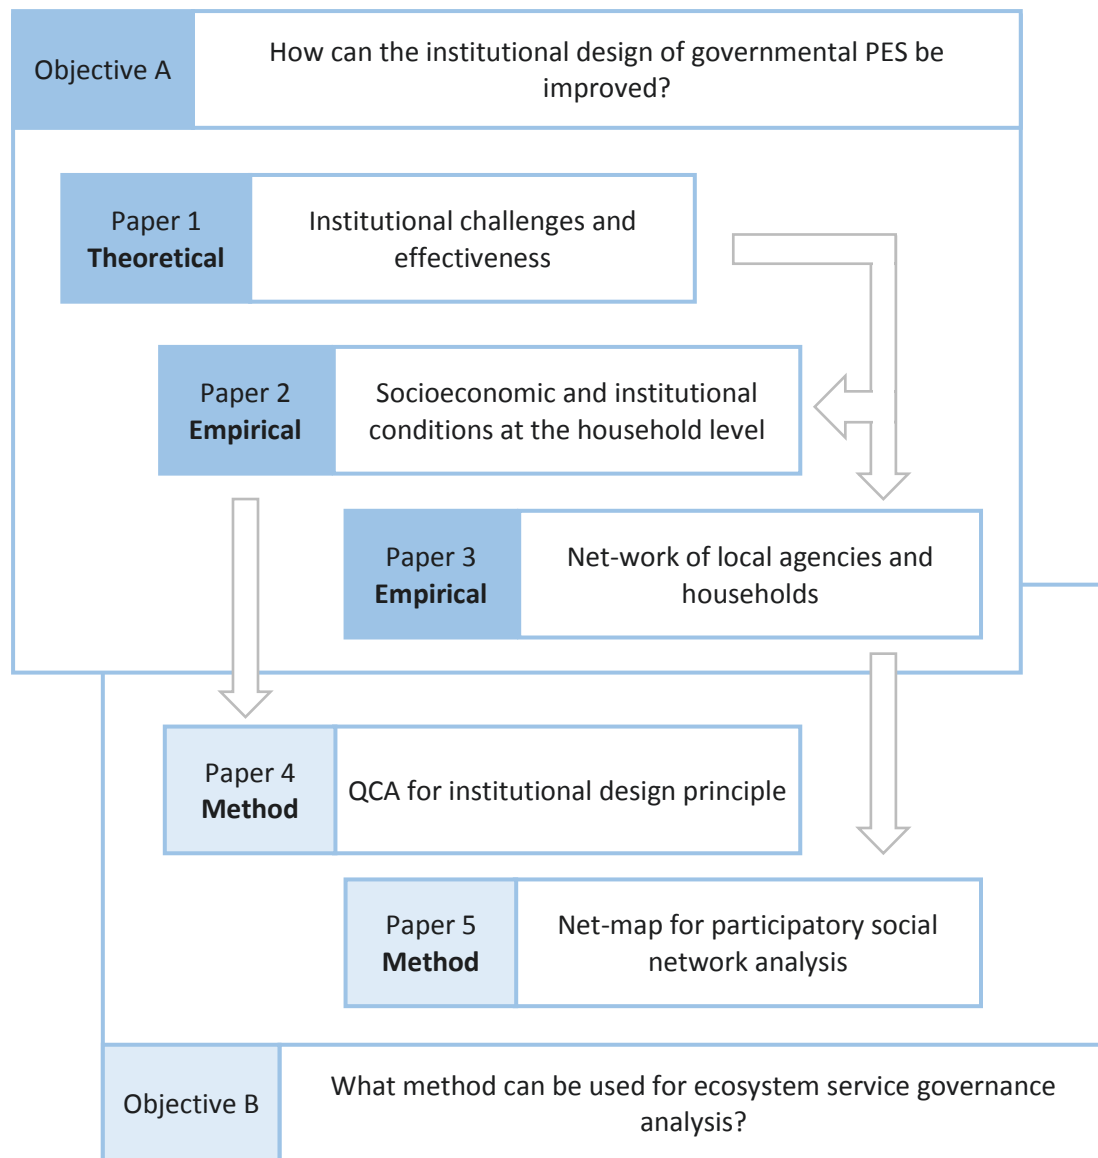 Objective A
How can the institutional design of governmental PES be
improved?
Paper 1
Theoretical
Institutional challenges and
effectiveness
Paper 2
Empirical
Socioeconomic and institutional
conditions at the household level
Paper 3
Empirical
Net-work of local agencies and
households
Paper 4
Method
QCA for institutional design principle
Paper 5
Method
Net-map for participatory social
network analysis
Objective B
What method can be used for ecosystem service governance
analysis?